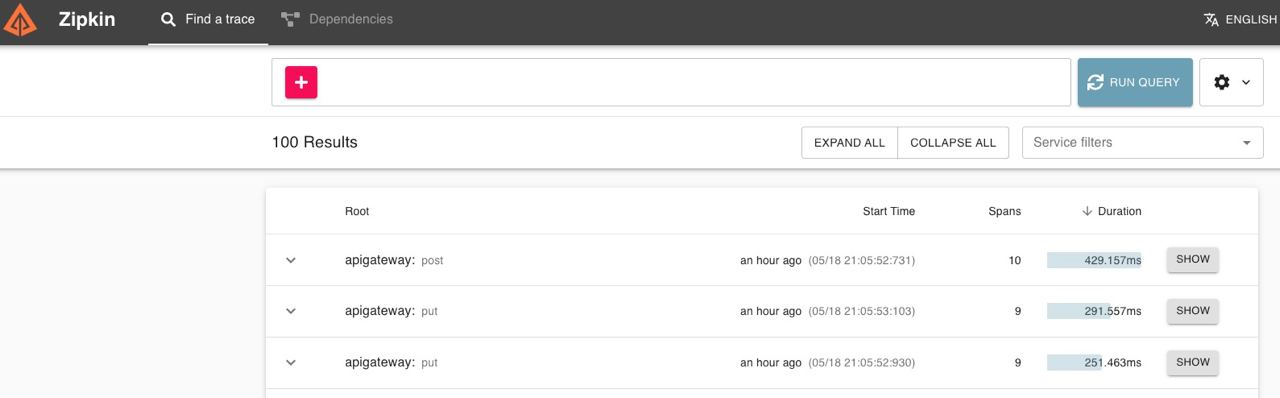 Zipkin Find a trace Dependencies ENGLISH
RUN QUERY
100 Results EXPAND ALL COLLAPSE ALL Service filters
Root Start Time Spans Duration
apigateway: post an hour ago (05/18 21:05:52:731) 10 429.157ms SHOW
apigateway: put an hour ago (05/18 21:05:53:103) 9 291.557ms SHOW
apigateway: put an hour ago (05/18 21:05:52:930) 9 251.463ms SHOW